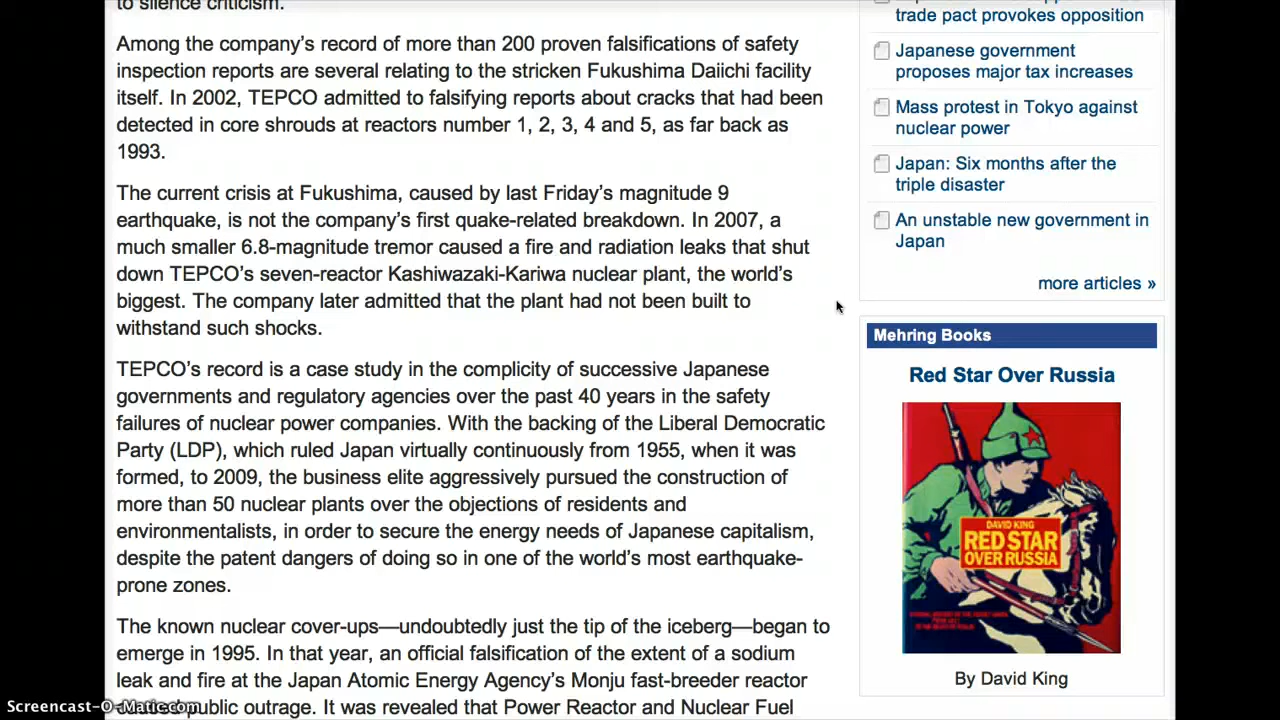 to silence criticism.
Among the company's record of more than 200 proven falsifications of safety
inspection reports are several relating to the stricken Fukushima Daiichi facility
itself. In 2002, TEPCO admitted to falsifying reports about cracks that had been
detected in core shrouds at reactors number 1, 2, 3, 4 and 5, as far back as
1993.
The current crisis at Fukushima, caused by last Friday's magnitude 9
earthquake, is not the company's first quake-related breakdown. In 2007, a
much smaller 6.8-magnitude tremor caused a fire and radiation leaks that shut
down TEPCO's seven-reactor Kashiwazaki-Kariwa nuclear plant, the world's
biggest. The company later admitted that the plant had not been built to
withstand such shocks.
TEPCO's record is a case study in the complicity of successive Japanese
governments and regulatory agencies over the past 40 years in the safety
failures of nuclear power companies. With the backing of the Liberal Democratic
Party (LDP), which ruled Japan virtually continuously from 1955, when it was
formed, to 2009, the business elite aggressively pursued the construction of
more than 50 nuclear plants over the objections of residents and
environmentalists, in order to secure the energy needs of Japanese capitalism,
despite the patent dangers of doing so in one of the world's most earthquake-
prone zones.
The known nuclear cover-ups—undoubtedly just the tip of the iceberg—began to
emerge in 1995. In that year, an official falsification of the extent of a sodium
leak and fire at the Japan Atomic Energy Agency's Monju fast-breeder reactor
public outrage. It was revealed that Power Reactor and Nuclear Fuel
trade pact provokes opposition
Japanese government
proposes major tax increases
Mass protest in Tokyo against
nuclear power
Japan: Six months after the
triple disaster
An unstable new government in
Japan
more articles »
Mehring Books
Red Star Over Russia
DAVID KING
RED STAR
OVER RUSSIA
By David King
Screencast-O-Matic.com